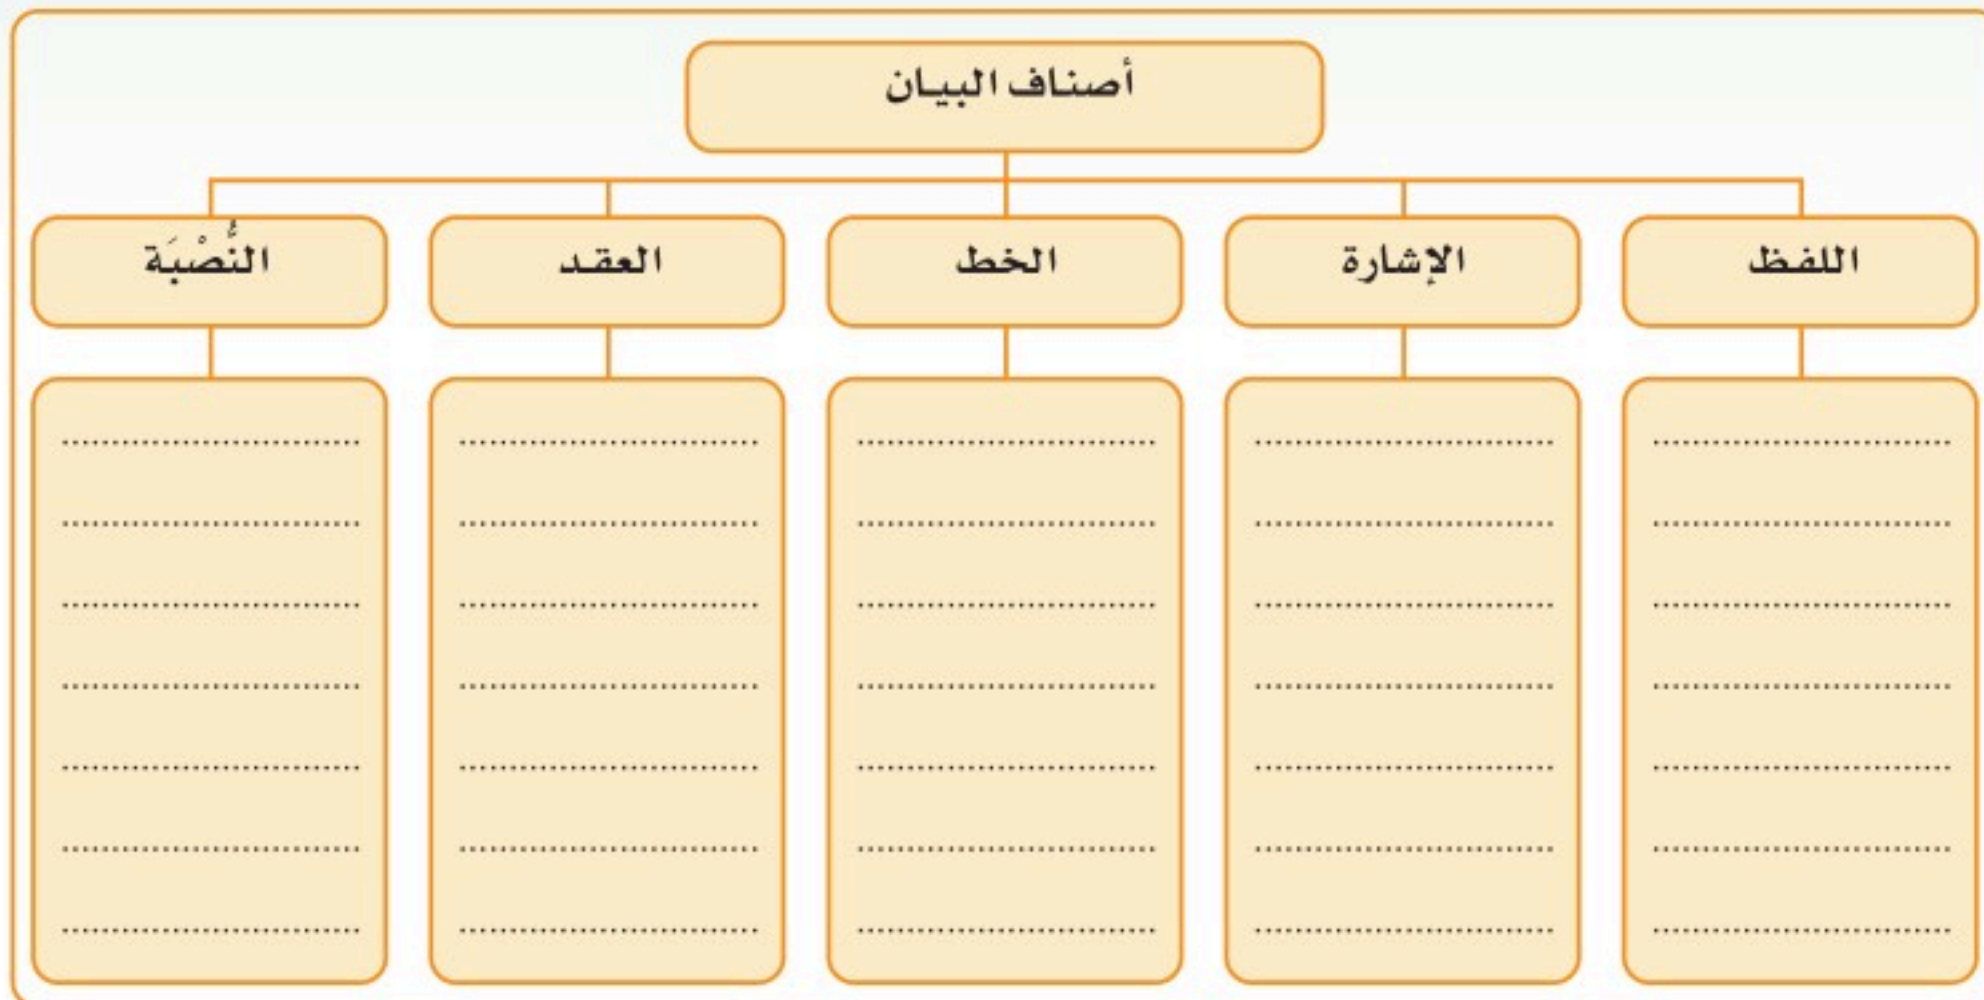 أصناف البيان
اللفظ
الإشارة
الخط
العقد
النُّصْبَة